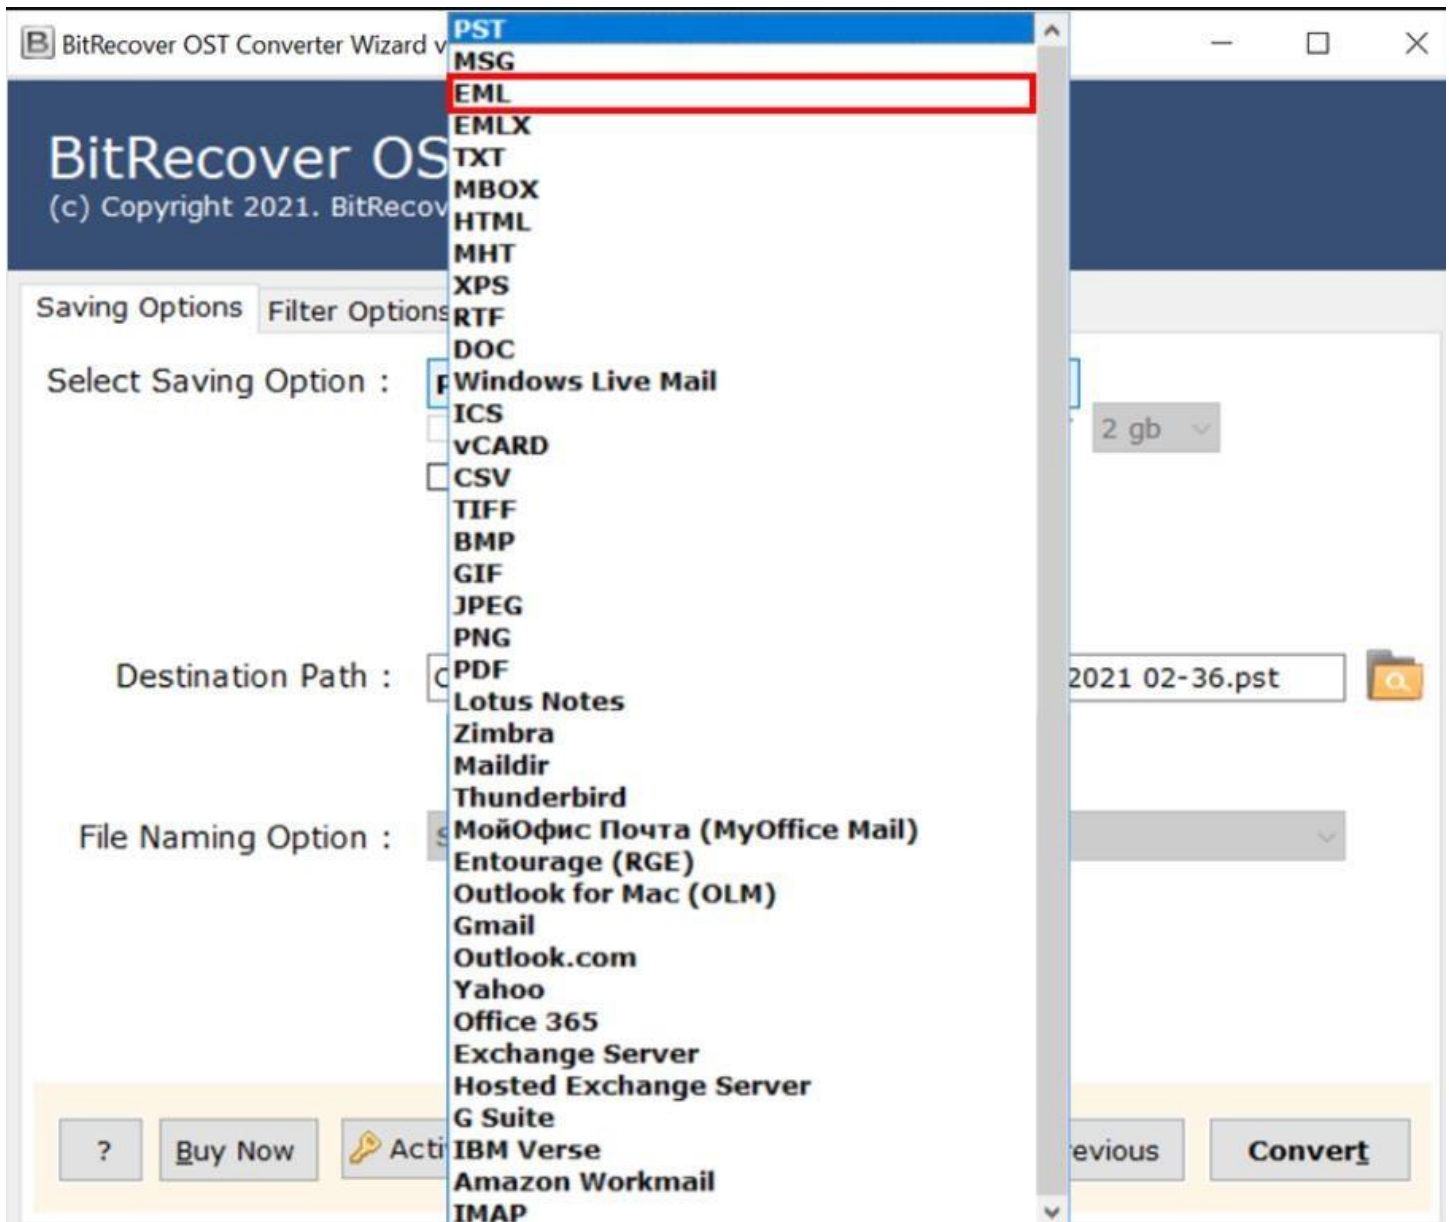 BitRecover OST Converter Wizard v
BitRecover OS
(c) Copyright 2021. BitRecov
Saving Options
Filter Options
Select Saving Option :
2 gb
Destination Path :
2021 02-36.pst
File Naming Option :
PST
MSG
EML
EMLX
TXT
MBOX
HTML
MHT
XPS
RTF
DOC
Windows Live Mail
ICS
vCARD
CSV
TIFF
BMP
GIF
JPEG
PNG
PDF
Lotus Notes
Zimbra
Maildir
Thunderbird
МойОфис Почта (MyOffice Mail)
Entourage (RGE)
Outlook for Mac (OLM)
Gmail
Outlook.com
Yahoo
Office 365
Exchange Server
Hosted Exchange Server
G Suite
IBM Verse
Amazon Workmail
IMAP
?
Buy Now
Acti
evious
Convert